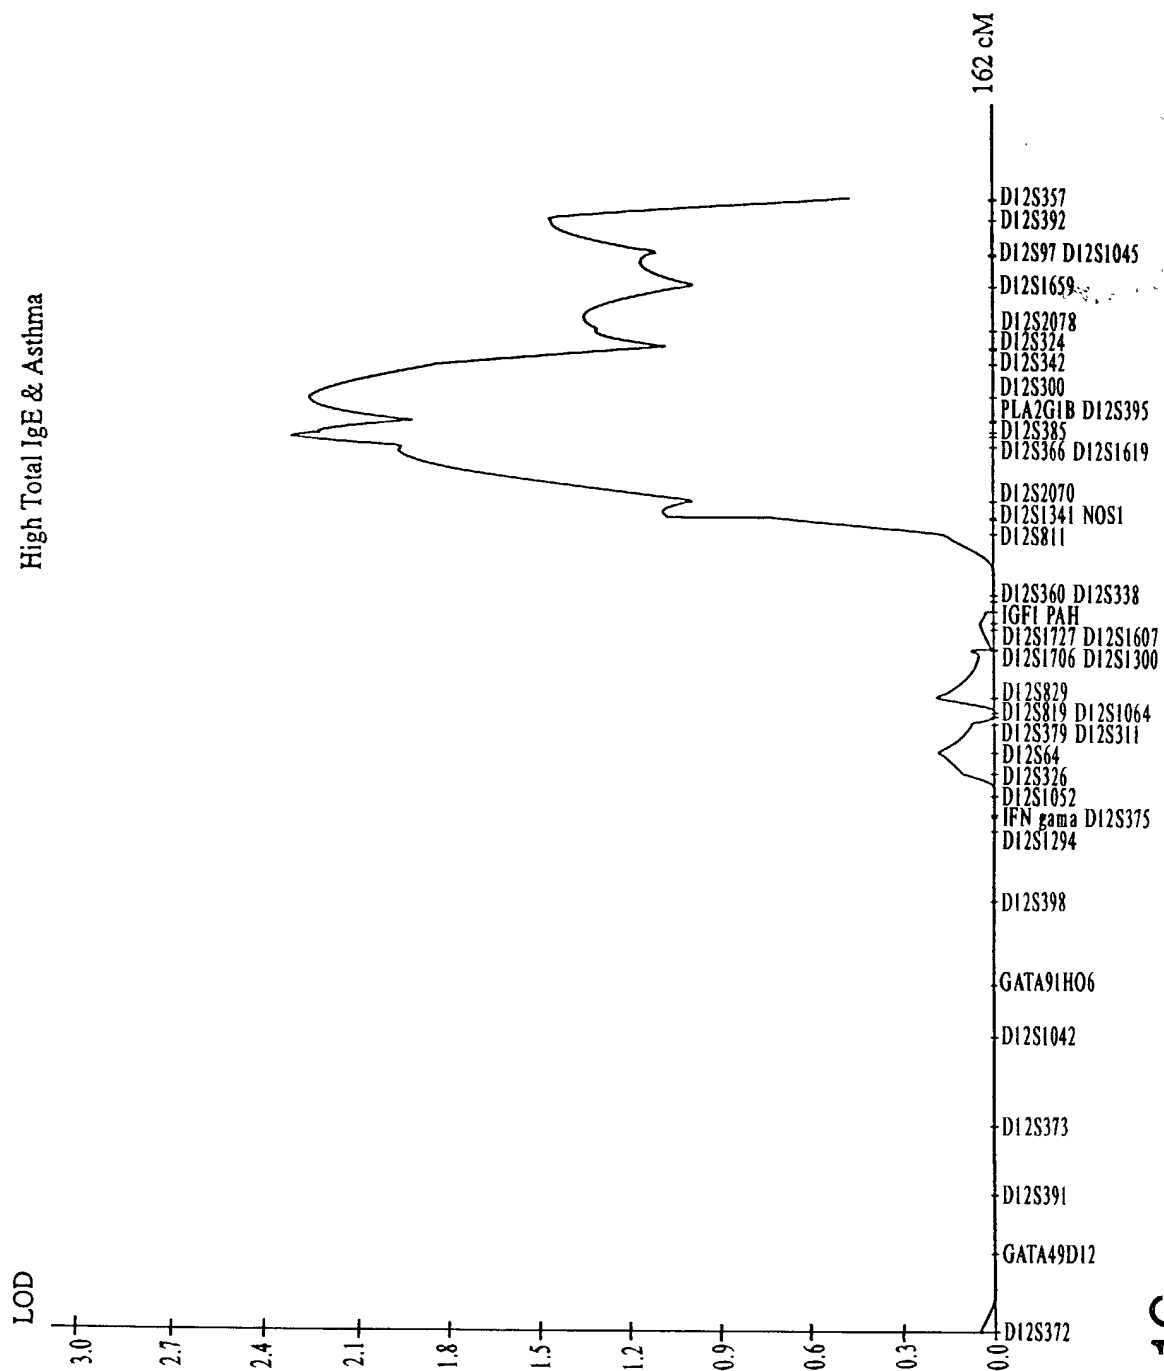 High Total IgE & Asthma
LOD
3.0
2.7
2.4
2.1
1.8
1.5
1.2
0.9
0.6
0.3
0.0
162 cM
D12S357
D12S392
D12S97 D12S1045
D12S1659
D12S2078
D12S324
D12S342
D12S300
PLA2G1B D12S395
D12S385
D12S366 D12S1619
D12S2070
D12S1341 NOS1
D12S811
D12S360 D12S338
IGF1 PAH
D12S1727 D12S1607
D12S1706 D12S1300
D12S829
D12S819 D12S1064
D12S379 D12S311
D12S64
D12S326
D12S1052
IFN gama D12S375
D12S1294
D12S398
GATA91HO6
D12S1042
D12S373
D12S391
GATA49D12
D12S372